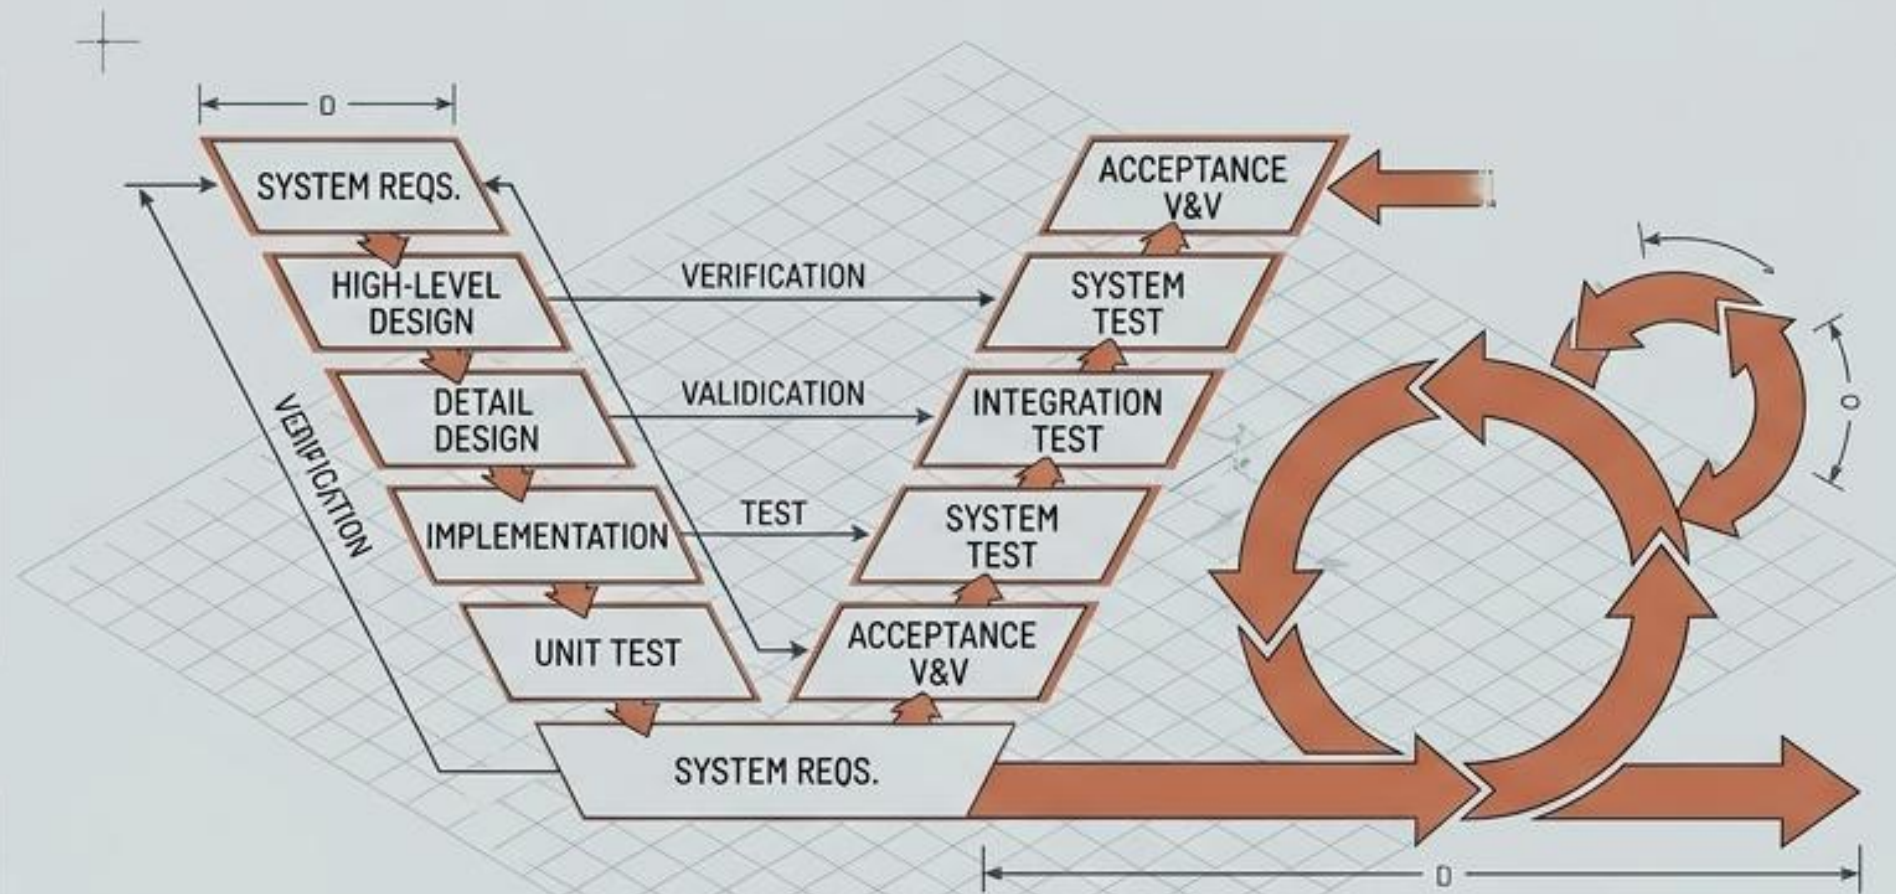 D
SYSTEM REQS.
HIGH-LEVEL
DESIGN
DETAIL
DESIGN
IMPLEMENTATION
UNIT TEST
SYSTEM REQS.
VERIFICATION
VERIFICATION
VALIDICATION
TEST
ACCEPTANCE
V&V
SYSTEM
TEST
INTEGRATION
TEST
SYSTEM
TEST
ACCEPTANCE
V&V
O
D